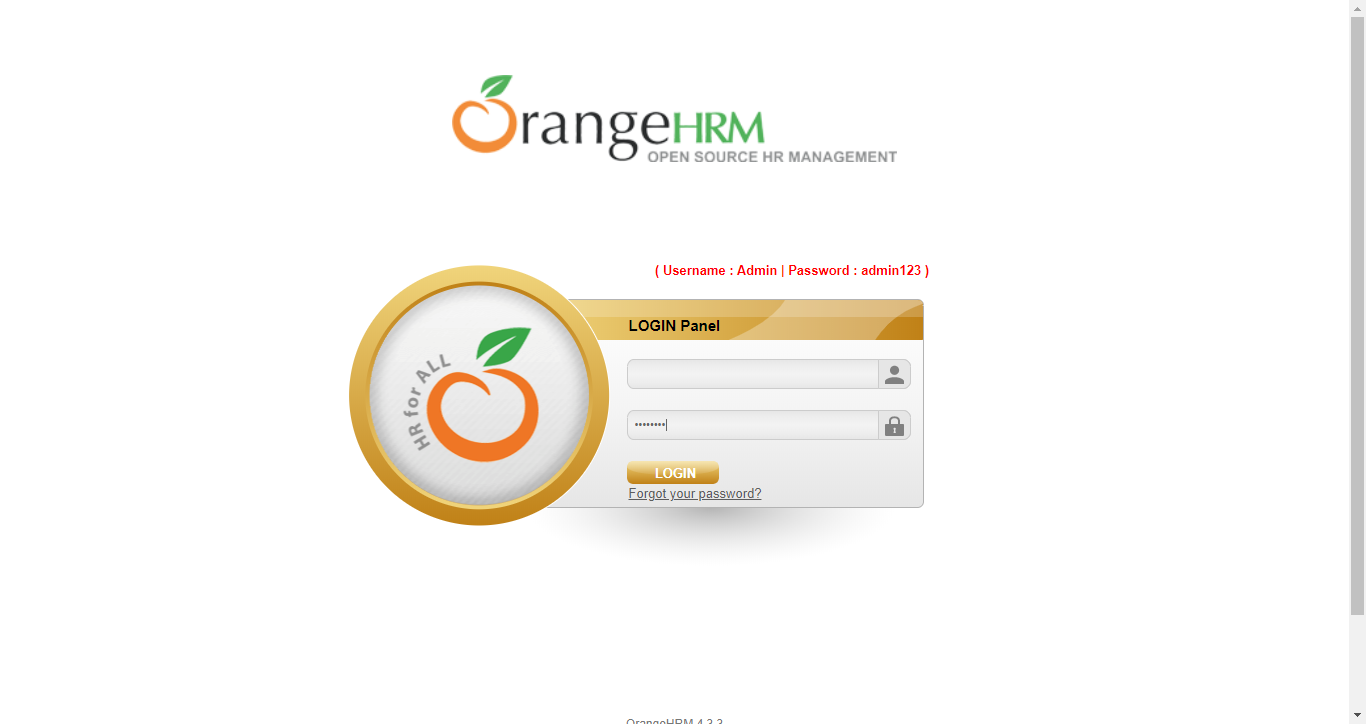 OrangeHRM
OPEN SOURCE HR MANAGEMENT
( Username : Admin | Password : admin123 )
LOGIN Panel
HR for ALL
••••••••
LOGIN
Forgot your password?
OrangeHRM 4.3.3